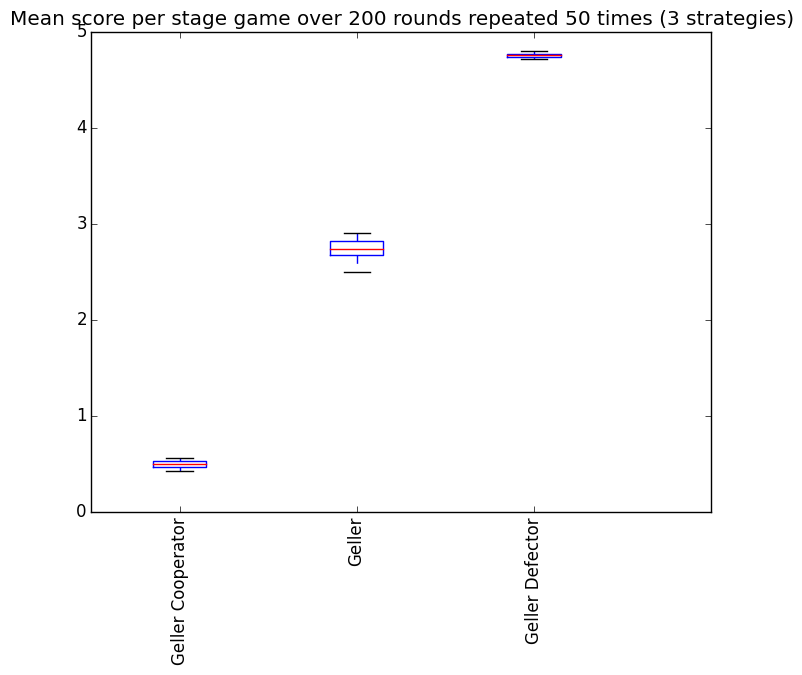 Mean score per stage game over 200 rounds repeated 50 times (3 strategies)
5
4
3
2
1
0
Geller Cooperator
Geller
Geller Defector